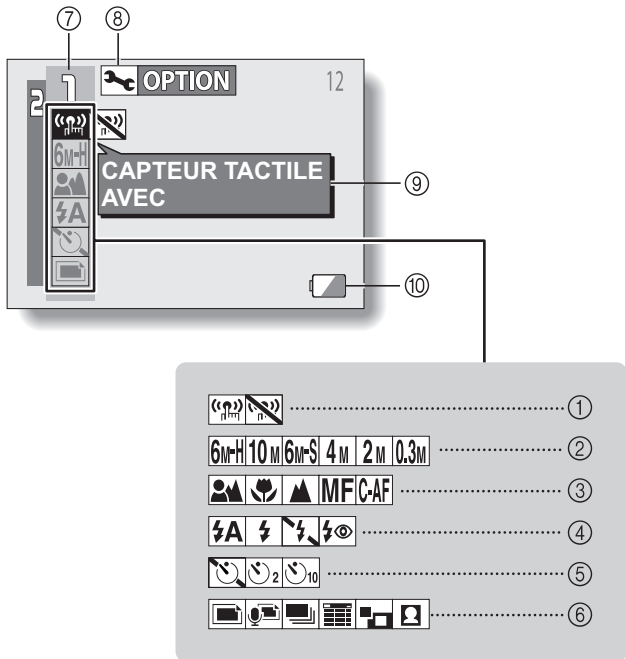 ⑦ ⑧
2 1 OPTION 12
6M-H
CAPTEUR TACTILE
AVEC
⑨
A
⑩
①
6M-H 10M 6M-S 4M 2M 0.3M ②
MF C-AF ③
A ④
2 10 ⑤
⑥